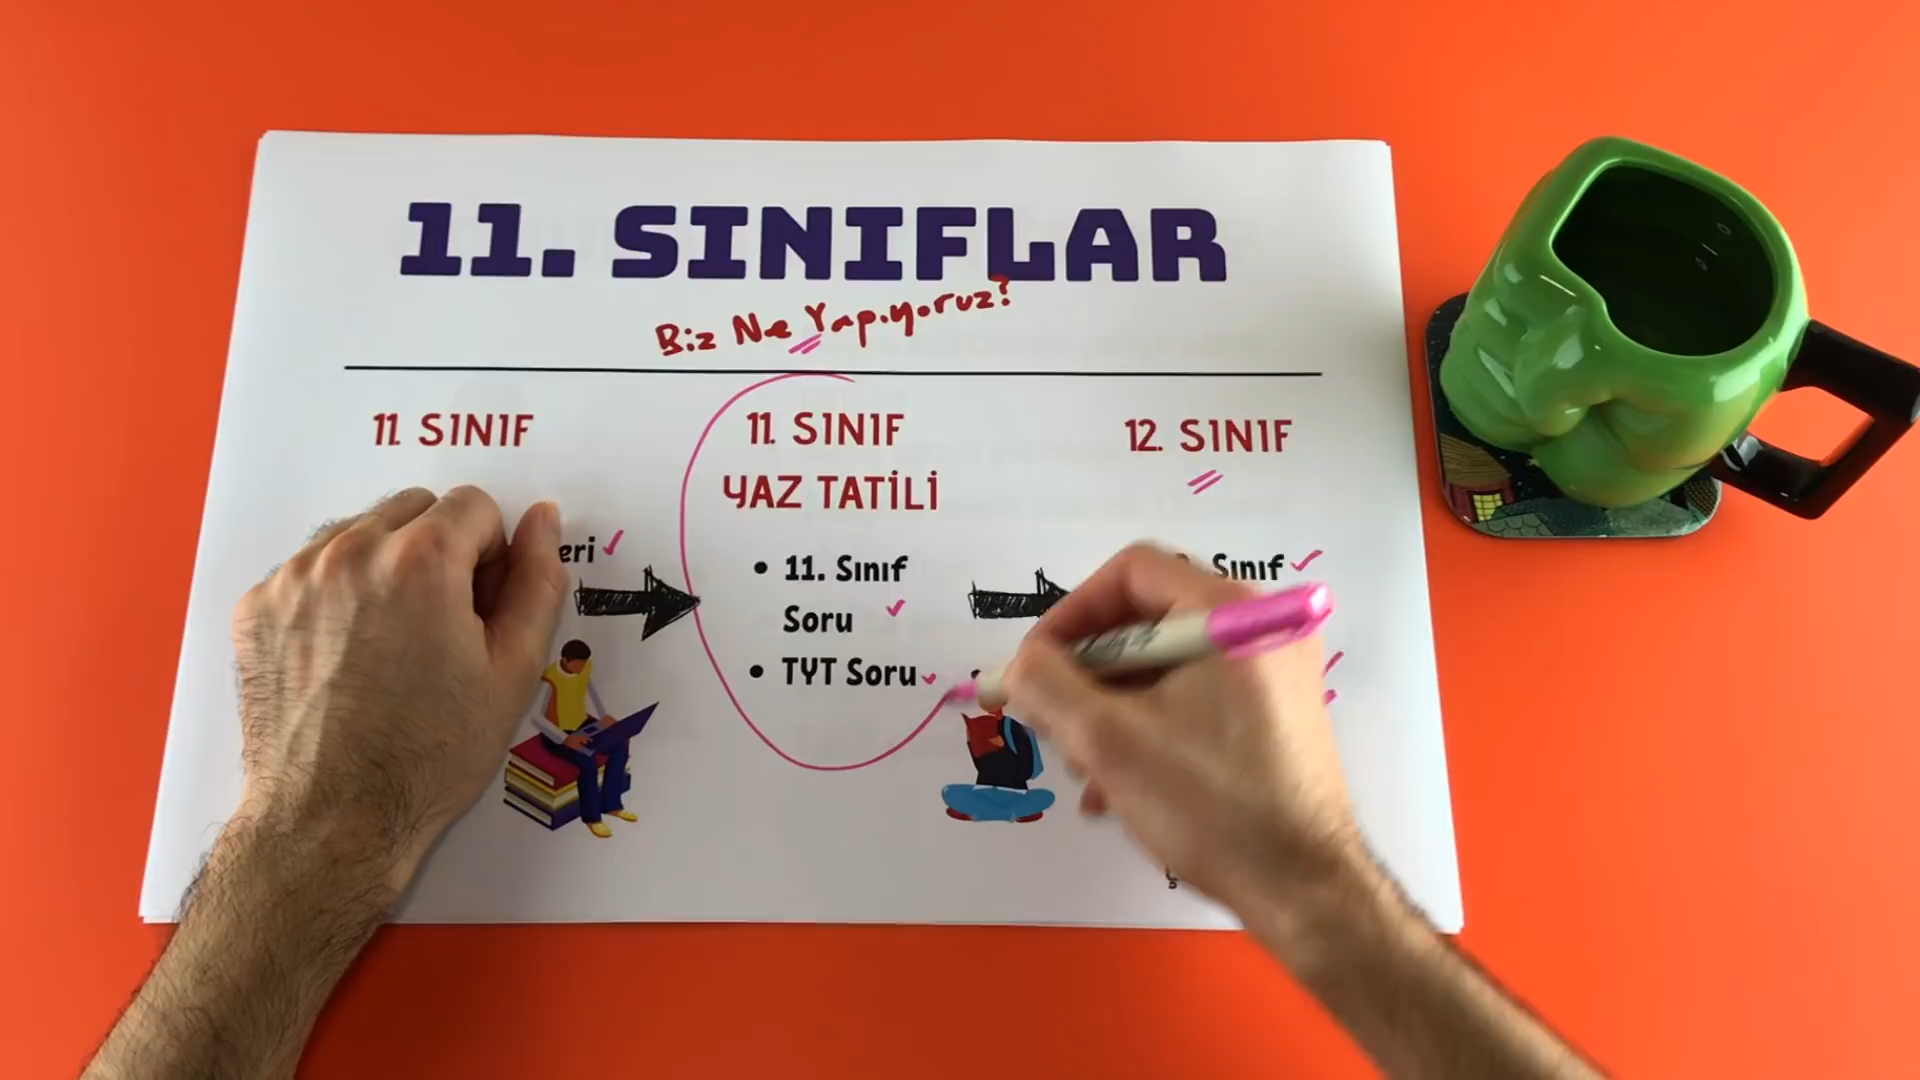 11. SINIFLAR
Biz Ne Yapıyoruz?
11. SINIF
11. SINIF
YAZ TATİLİ
• 11. Sınıf
Soru
• TYT Soru
12. SINIF
Sınıf